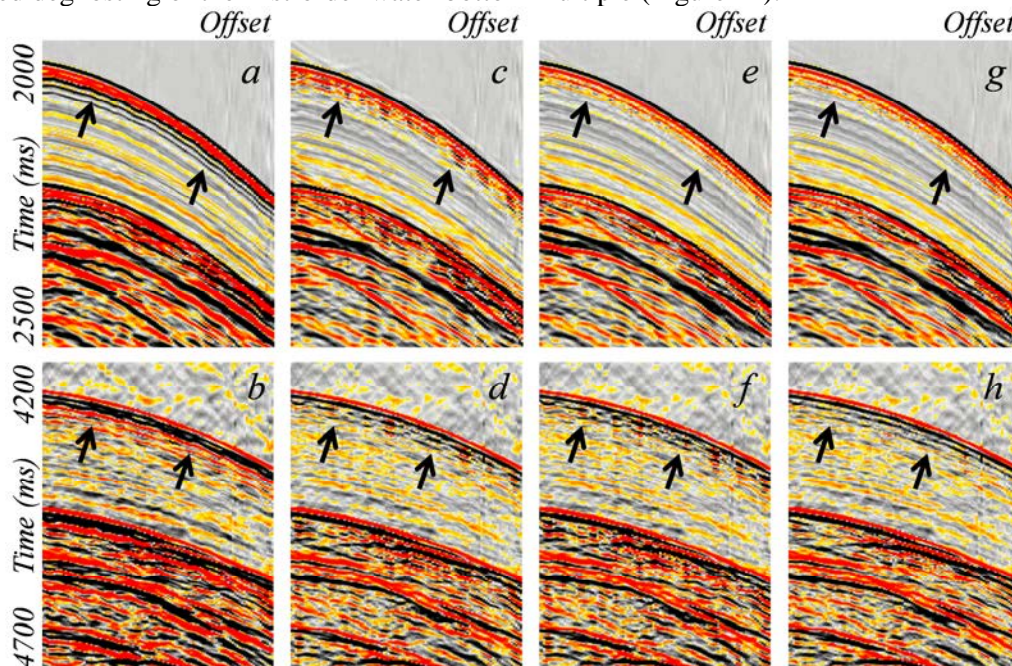 Offset Offset Offset Offset
2000 a c e g
Time (ms)
2500
4200 b d f h
Time (ms)
4700